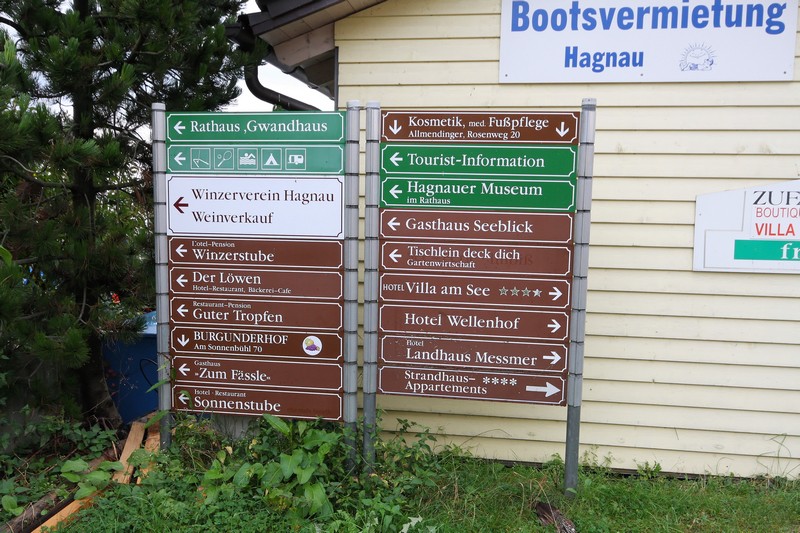 Bootsvermietung
Hagnau
Rathaus ,Gwandhaus
Winzerverein Hagnau
Weinverkauf
Hotel-Pension
Winzerstube
Der Löwen
Hotel-Restaurant, Bäckerei-Cafe
Restaurant-Pension
Guter Tropfen
BURGUNDERHOF
Am Sonnenbühl 70
Gasthaus
„Zum Fässle“
Hotel - Restaurant
Sonnenstube
Kosmetik, med. Fußpflege
Allmendinger, Rosenweg 20
Tourist-Information
Hagnauer Museum
im Rathaus
Gasthaus Seeblick
Tischlein deck dich
Gartenwirtschaft
HOTEL Villa am See
Hotel Wellenhof
Hotel
Landhaus Messmer
Strandhaus-
Appartements
BOUTIQU
VILLA